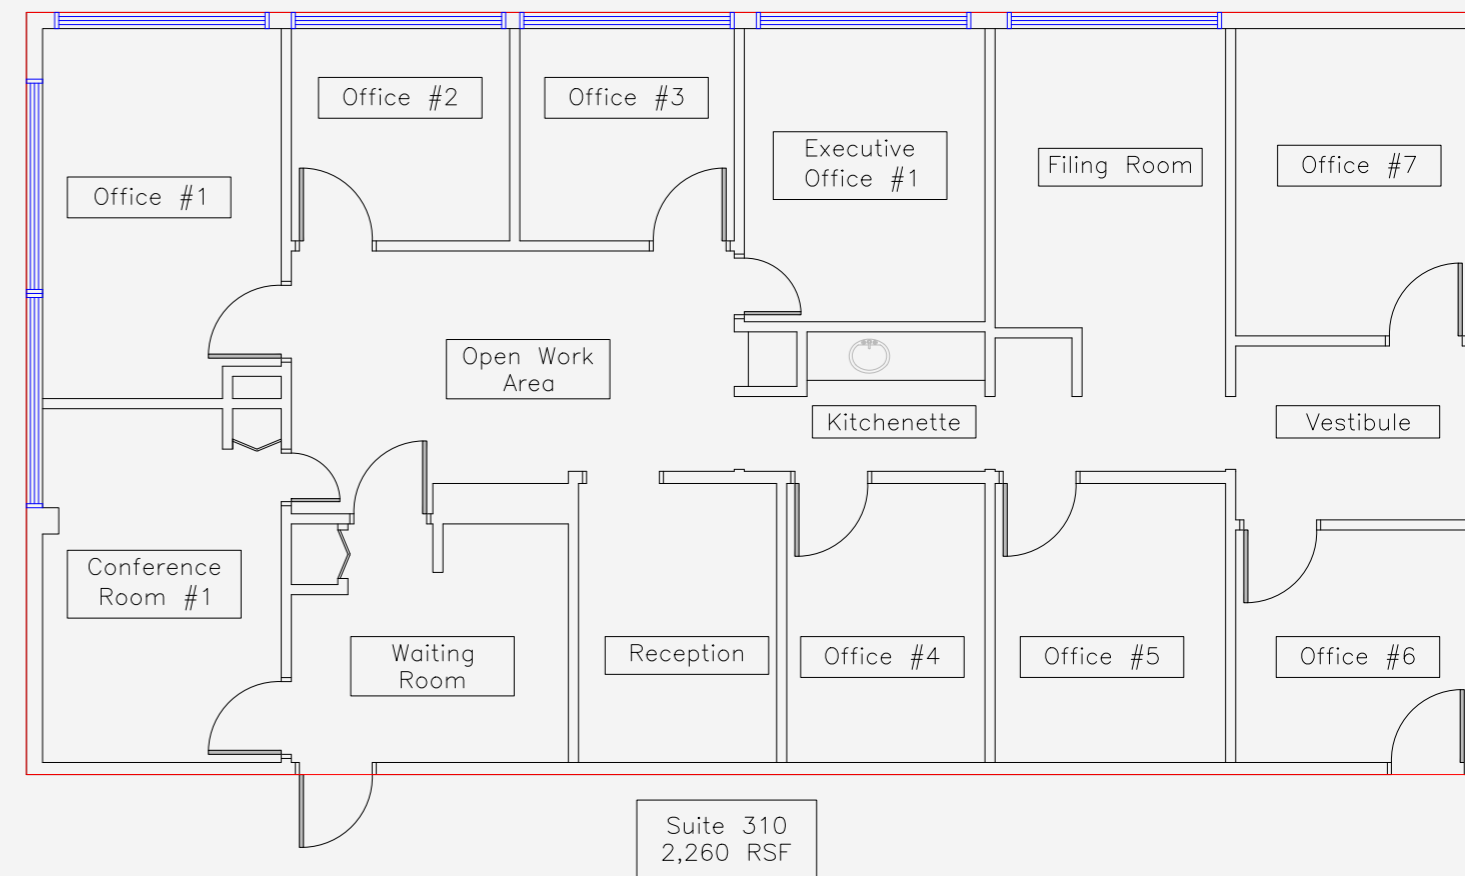 Office #2
Office #3
Executive
Office #1
Filing Room
Office #7
Office #1
Open Work
Area
Kitchenette
Vestibule
Conference
Room #1
Waiting
Room
Reception
Office #4
Office #5
Office #6
Suite 310
2,260 RSF